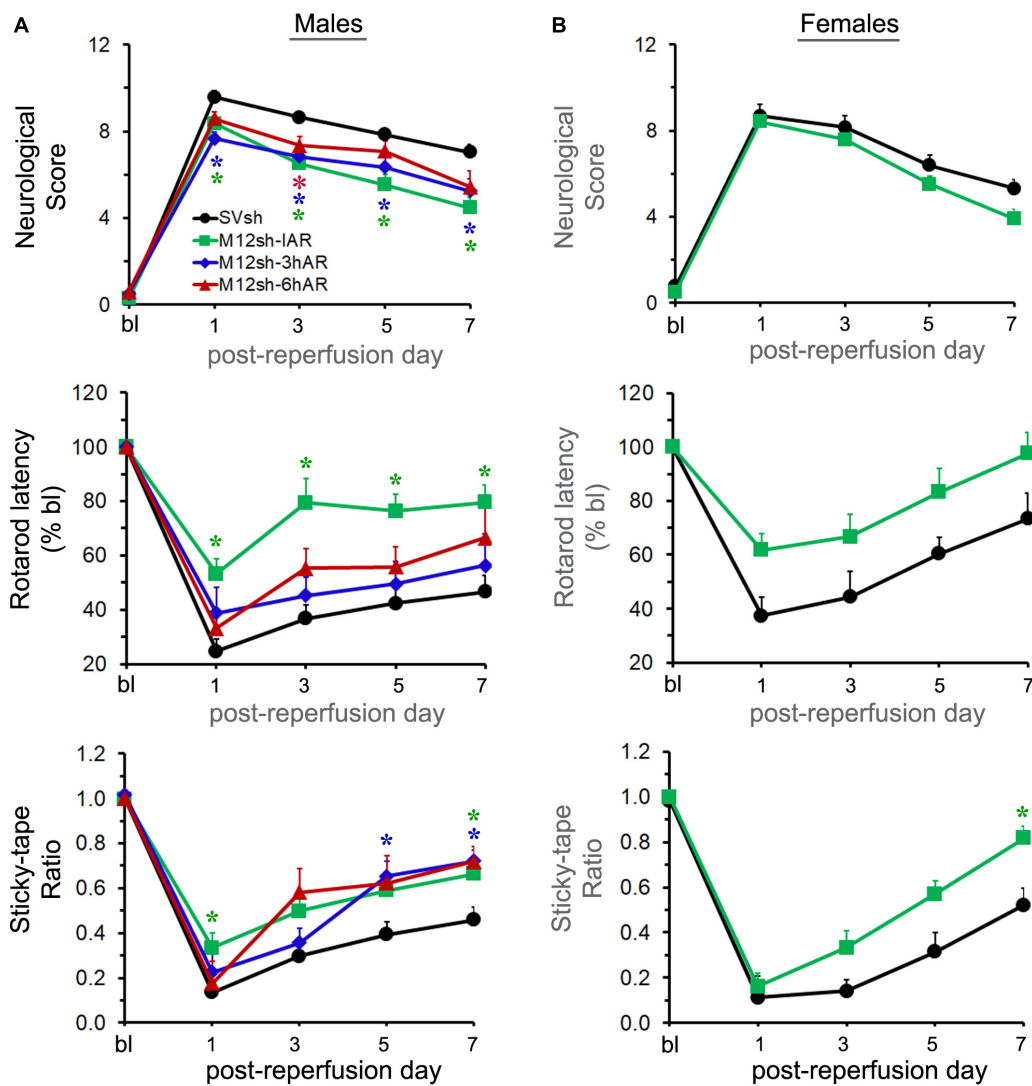 A
Males
12
8
4
0
Neurological
Score
* * * * * * * * * *
SVsh
M12sh-IAR
M12sh-3hAR
M12sh-6hAR
bl 1 3 5 7
post-reperfusion day
120
100
80
60
40
20
Rotarod latency
(% bl)
* * * *
bl 1 3 5 7
post-reperfusion day
1.2
1.0
0.8
0.6
0.4
0.2
0.0
Sticky-tape
Ratio
* * * *
bl 1 3 5 7
post-reperfusion day
B
Females
12
8
4
0
Neurological
Score
bl 1 3 5 7
post-reperfusion day
120
100
80
60
40
20
Rotarod latency
(% bl)
bl 1 3 5 7
post-reperfusion day
1.2
1.0
0.8
0.6
0.4
0.2
0.0
Sticky-tape
Ratio
*
bl 1 3 5 7
post-reperfusion day